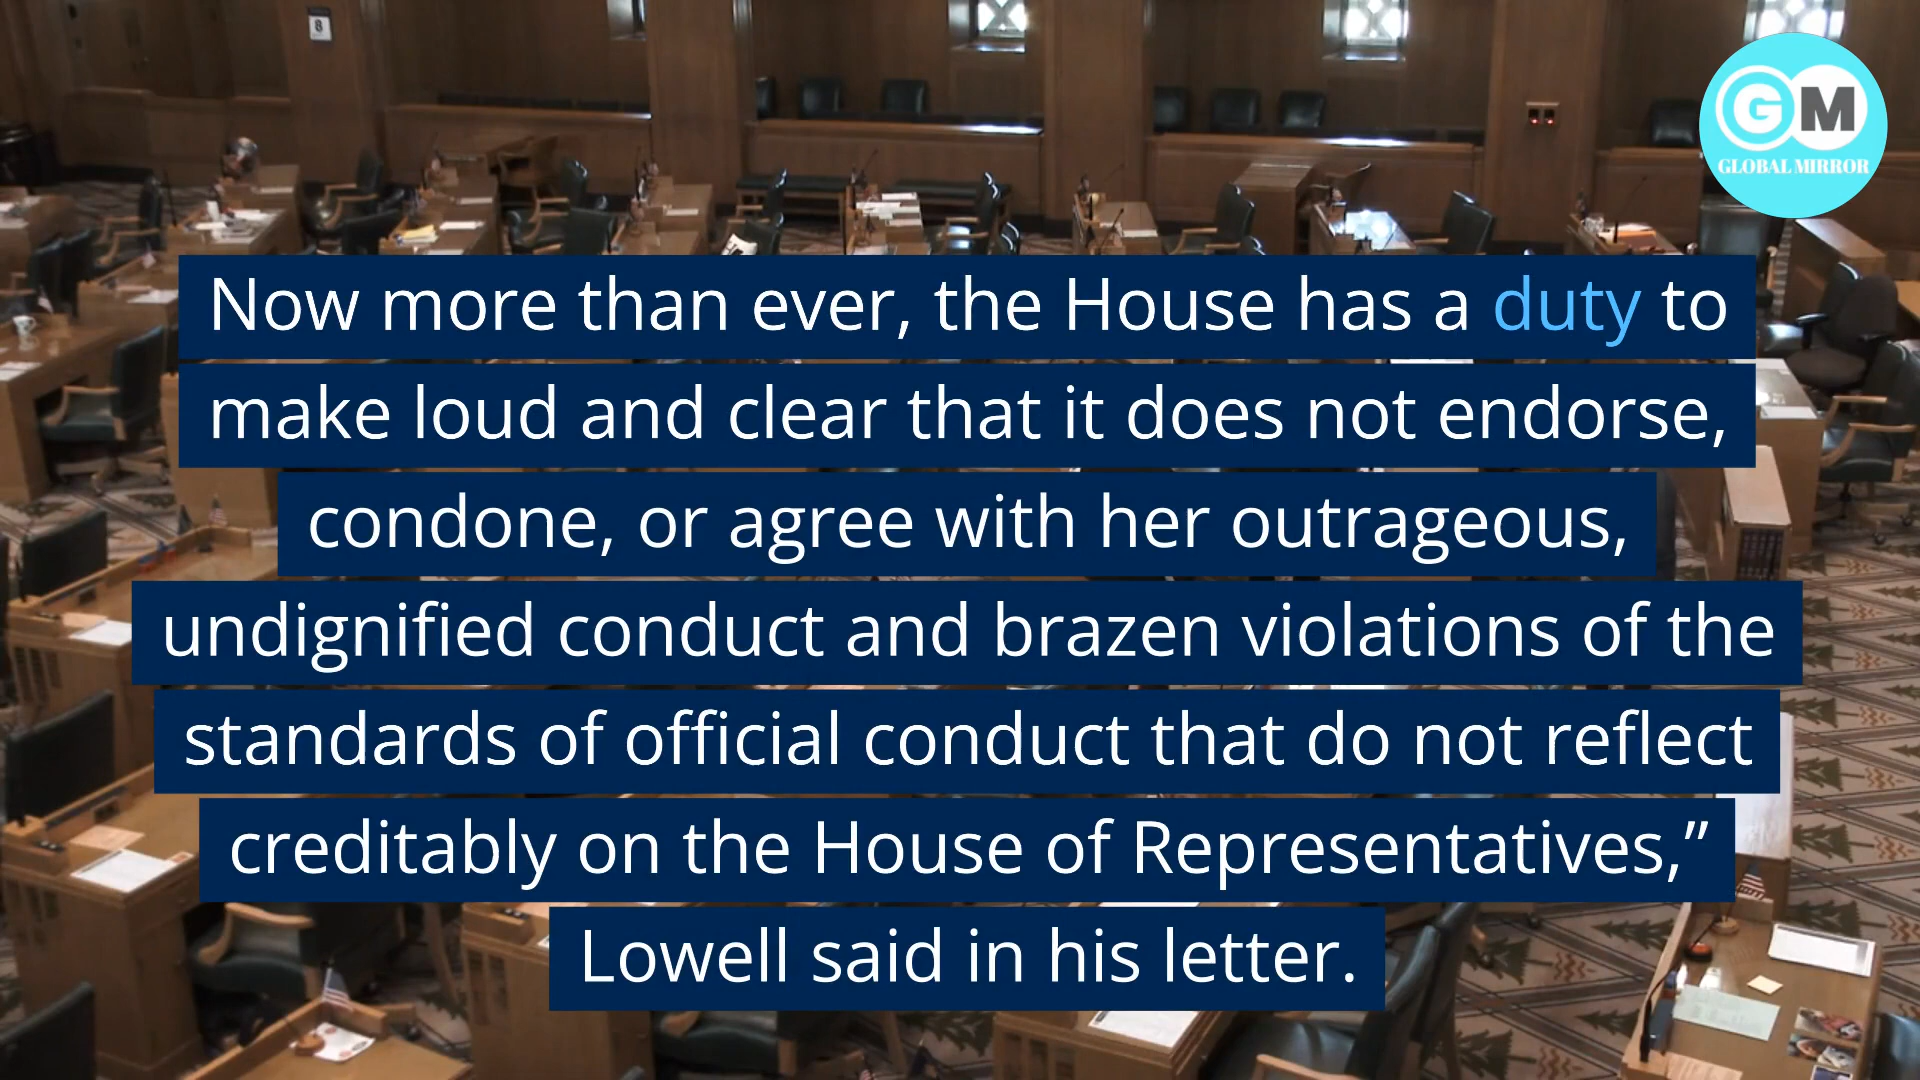 8
GM
GLOBAL MIRROR
Now more than ever, the House has a duty to
make loud and clear that it does not endorse,
condone, or agree with her outrageous,
undignified conduct and brazen violations of the
standards of official conduct that do not reflect
creditably on the House of Representatives,”
Lowell said in his letter.